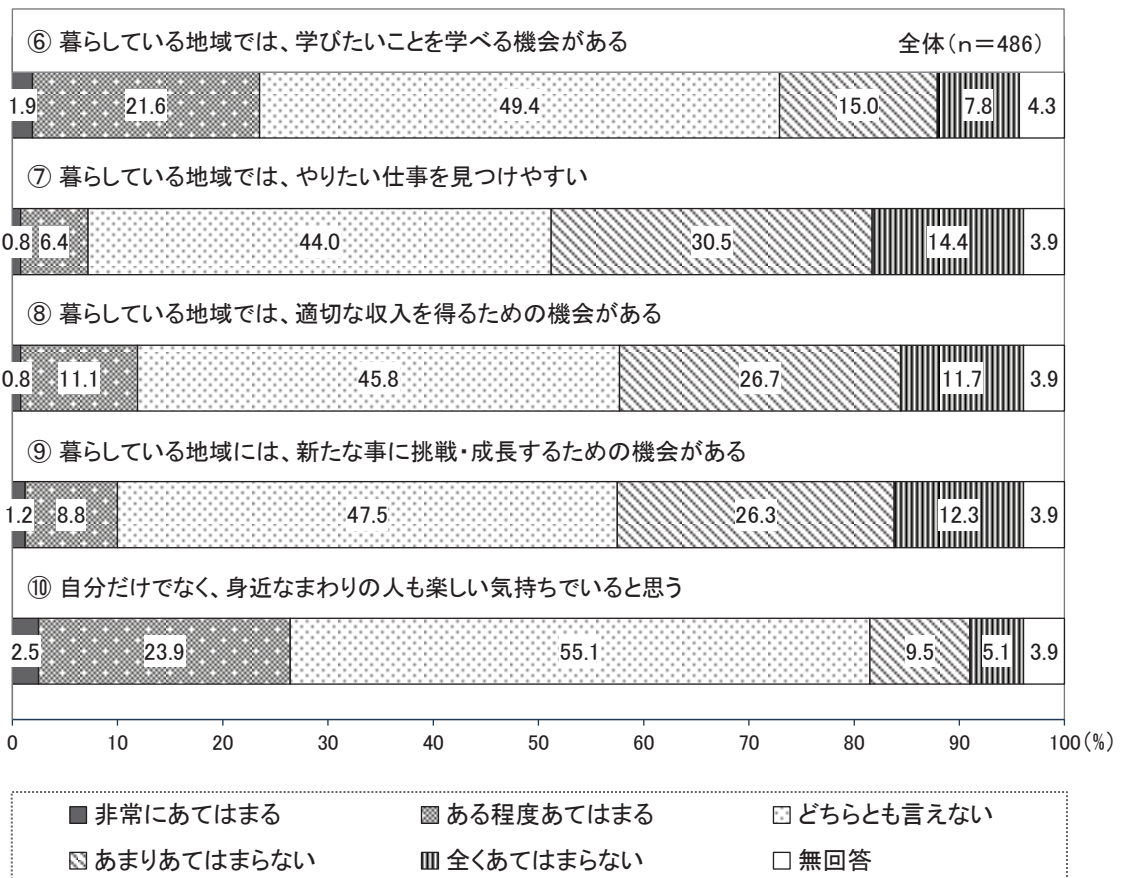 ⑥ 暮らしている地域では、学びたいことを学べる機会がある 全体(n=486)
1.9 21.6 49.4 15.0 7.8 4.3
⑦ 暮らしている地域では、やりたい仕事を見つけやすい
0.8 6.4 44.0 30.5 14.4 3.9
⑧ 暮らしている地域では、適切な収入を得るための機会がある
0.8 11.1 45.8 26.7 11.7 3.9
⑨ 暮らしている地域には、新たな事に挑戦・成長するための機会がある
1.2 8.8 47.5 26.3 12.3 3.9
⑩ 自分だけでなく、身近なまわりの人も楽しい気持ちでいると思う
2.5 23.9 55.1 9.5 5.1 3.9
0 10 20 30 40 50 60 70 80 90 100(%)
非常にあてはまる ある程度あてはまる どちらとも言えない
あまりあてはまらない 全くあてはまらない 無回答